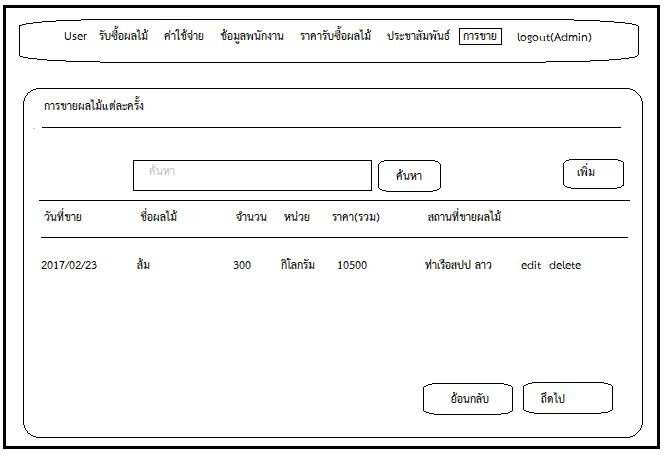 User รับซื้อผลไม้ ค่าใช้จ่าย ข้อมูลพนักงาน ราคารับซื้อผลไม้ ประชาสัมพันธ์ การขาย logout(Admin)
การขายผลไม้แต่ละครั้ง
ค้นหา ค้นหา เพิ่ม
วันที่ขาย ชื่อผลไม้ จำนวน หน่วย ราคา(รวม) สถานที่ขายผลไม้
2017/02/23 ส้ม 300 กิโลกรัม 10500 ท่าเรือสปป ลาว edit delete
ย้อนกลับ ถึดไป